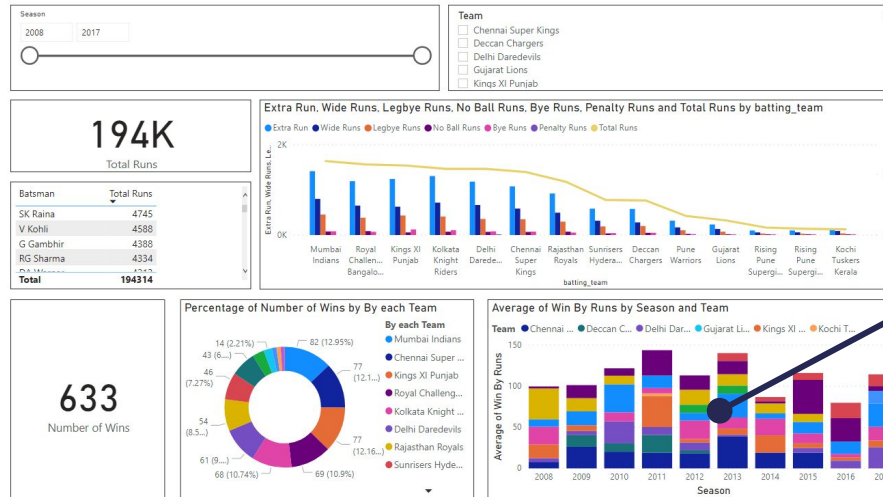 Season
2008 2017
Team
Chennai Super Kings
Deccan Chargers
Delhi Daredevils
Gujarat Lions
Kings XI Punjab
194K
Total Runs
Batsman Total Runs
SK Raina 4745
V Kohli 4588
G Gambhir 4388
RG Sharma 4334
Total 194314
Extra Run, Wide Runs, Legbye Runs, No Ball Runs, Bye Runs, Penalty Runs and Total Runs by batting_team
Extra Run Wide Runs Legbye Runs No Ball Runs Bye Runs Penalty Runs Total Runs
Extra Run, Wide Runs, Le...
2K
0K
Mumbai Royal Kings XI Kolkata Delhi Chennai Rajasthan Sunrisers Deccan Pune Gujarat Rising Rising Kochi
Indians Challen... Punjab Knight Darede... Super Royals Hydera... Chargers Warriors Lions Pune Pune Tuskers
Bangalo... Riders Kings Supergi... Supergi... Kerala
batting_team
633
Number of Wins
Percentage of Number of Wins by By each Team
By each Team
Mumbai Indians
Chennai Super ...
Kings XI Punjab
Royal Challeng...
Kolkata Knight ...
Delhi Daredevils
Rajasthan Royals
Sunrisers Hyde...
14 (2.21%)
82 (12.95%)
43 (6....)
77
(12.1...)
46
(7.27%)
54
(8.5...)
77
(12.16...)
61 (9....)
68 (10.74%)
69 (10.9%)
Average of Win By Runs by Season and Team
Team Chennai ... Deccan C... Delhi Dar... Gujarat Li... Kings XI ... Kochi T...
Average of Win By Runs
150
100
50
0
2008 2009 2010 2011 2012 2013 2014 2015 2016
Season